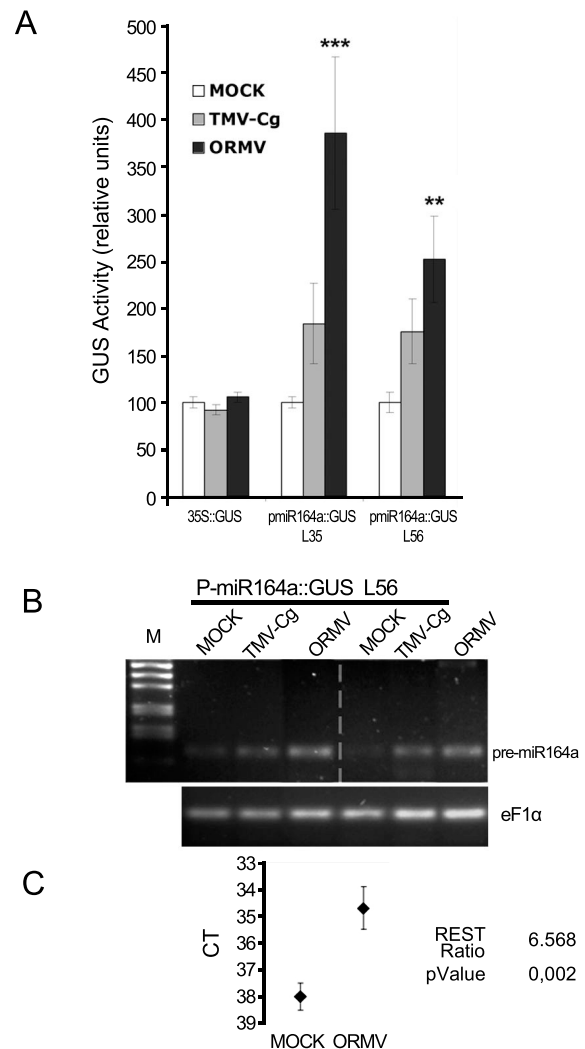 A
GUS Activity (relative units)
500
450
400
350
300
250
200
150
100
50
0
MOCK
TMV-Cg
ORMV
***
**
35S::GUS
pmiR164a::GUS
L35
pmiR164a::GUS
L56
B
P-miR164a::GUS L56
M
MOCK
TMV-Cg
ORMV
MOCK
TMV-Cg
ORMV
pre-miR164a
eF1α
C
CT
33
34
35
36
37
38
39
MOCK ORMV
REST
Ratio
6.568
pValue 0,002